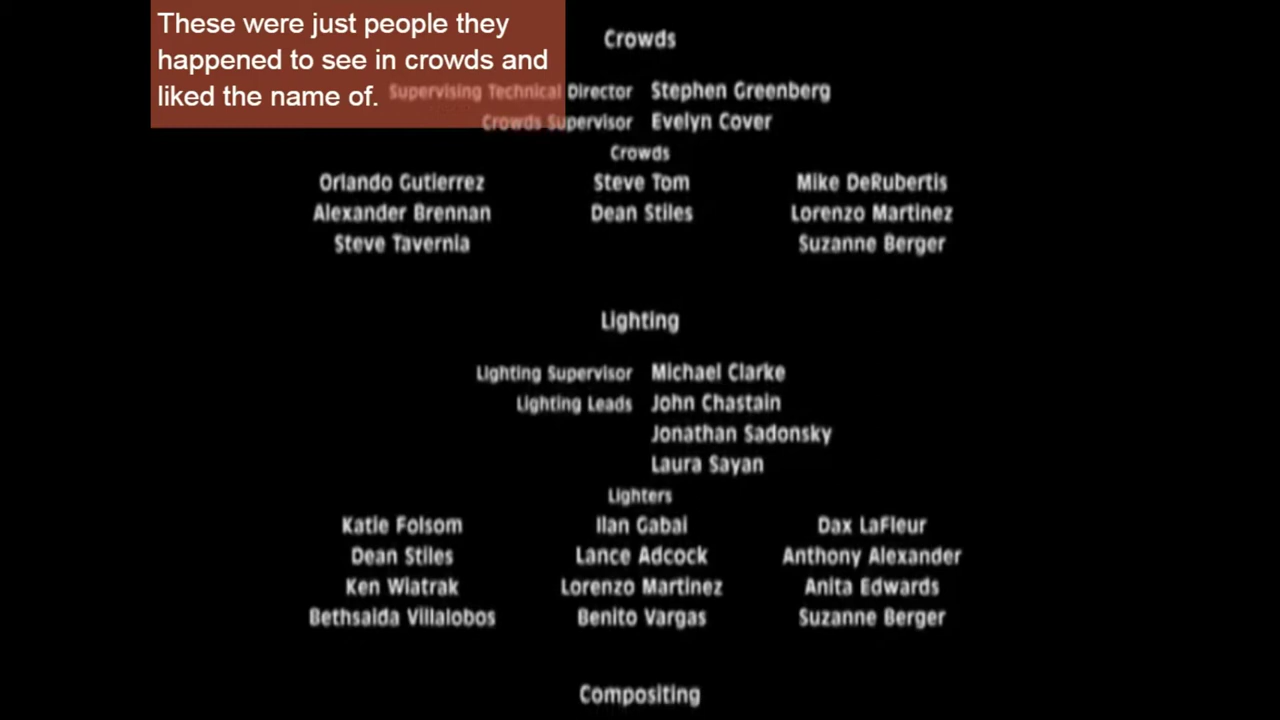 These were just people they
happened to see in crowds and
liked the name of.
Crowds
Supervising Technical Director Stephen Greenberg
Crowds Supervisor Evelyn Cover
Crowds
Orlando Gutierrez Steve Tom Mike DeRubertis
Alexander Brennan Dean Stiles Lorenzo Martinez
Steve Tavernia Suzanne Berger
Lighting
Lighting Supervisor Michael Clarke
Lighting Leads John Chastain
Jonathan Sadonsky
Laura Sayan
Lighters
Katie Folsom Ilan Gabai Dax LaFleur
Dean Stiles Lance Adcock Anthony Alexander
Ken Wiatrak Lorenzo Martinez Anita Edwards
Bethsaida Villalobos Benito Vargas Suzanne Berger
Compositing